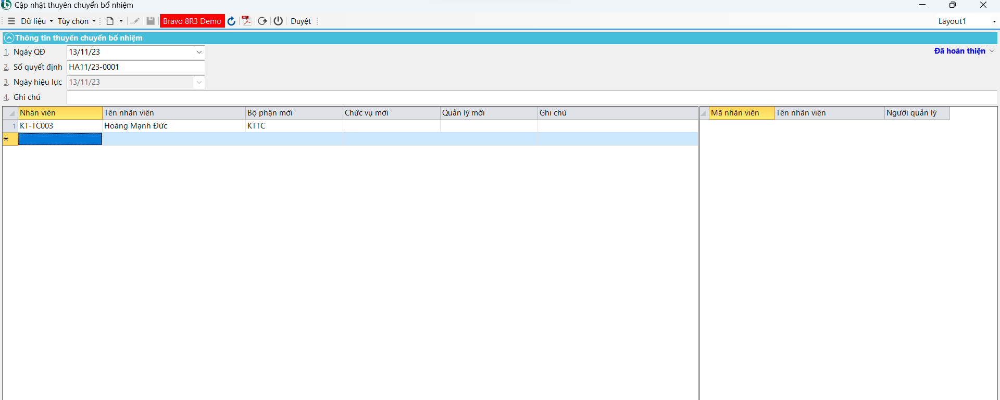 Cập nhật thuyên chuyển bổ nhiệm
Dữ liệu Tùy chọn Bravo 8R3 Demo Duyệt Layout1
Thông tin thuyên chuyển bổ nhiệm
1. Ngày QĐ 13/11/23 Đã hoàn thiện
2. Số quyết định HA11/23-0001
3. Ngày hiệu lực 13/11/23
4. Ghi chú
Nhân viên Tên nhân viên Bộ phận mới Chức vụ mới Quản lý mới Ghi chú Mã nhân viên Tên nhân viên Người quản lý
1 KT-TC003 Hoàng Mạnh Đức KTTC
*